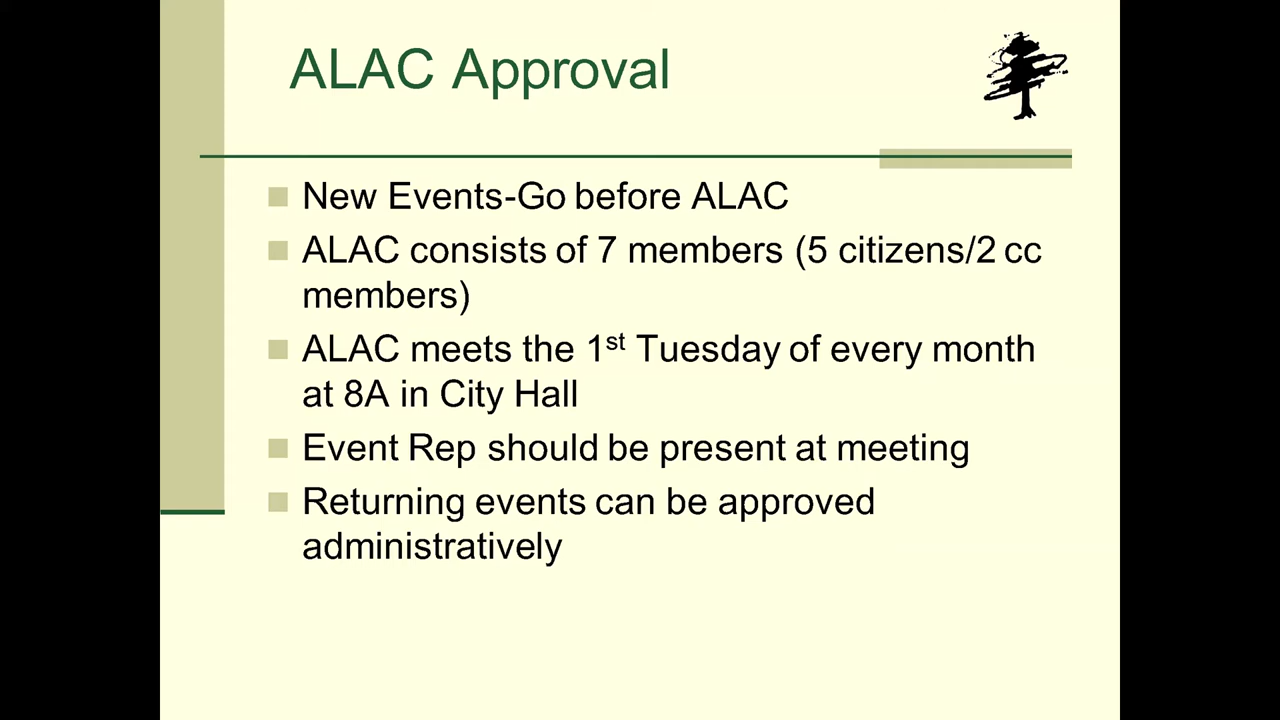 ALAC Approval
New Events-Go before ALAC
ALAC consists of 7 members (5 citizens/2 cc
members)
ALAC meets the 1st Tuesday of every month
at 8A in City Hall
Event Rep should be present at meeting
Returning events can be approved
administratively